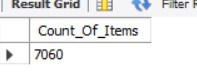 Result Grid Filter R
Count_Of_Items
7060